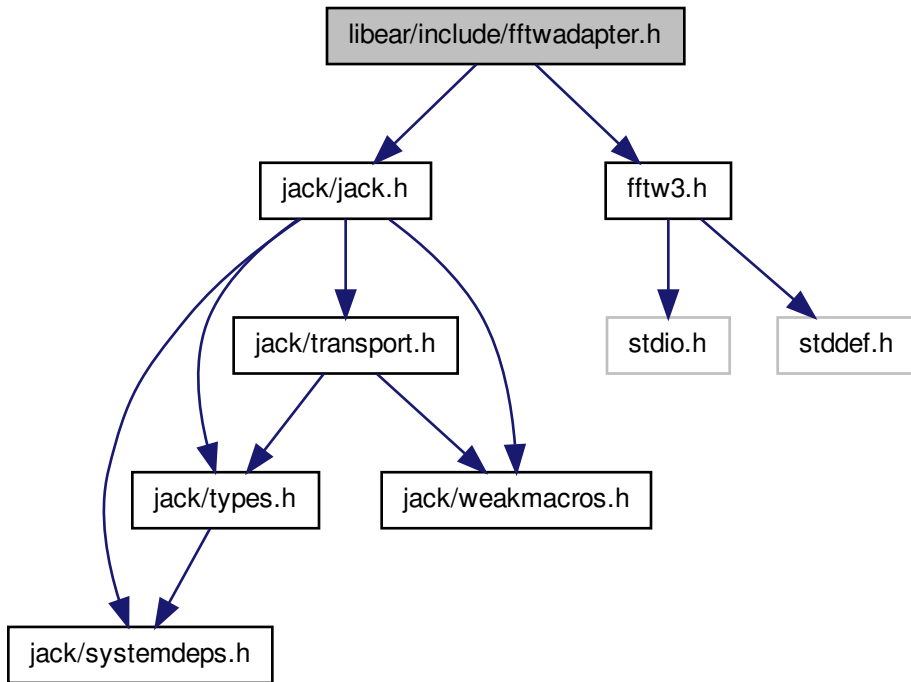 libear/include/fftwadapter.h
jack/jack.h
fftw3.h
jack/transport.h
stdio.h
stddef.h
jack/types.h
jack/weakmacros.h
jack/systemdeps.h